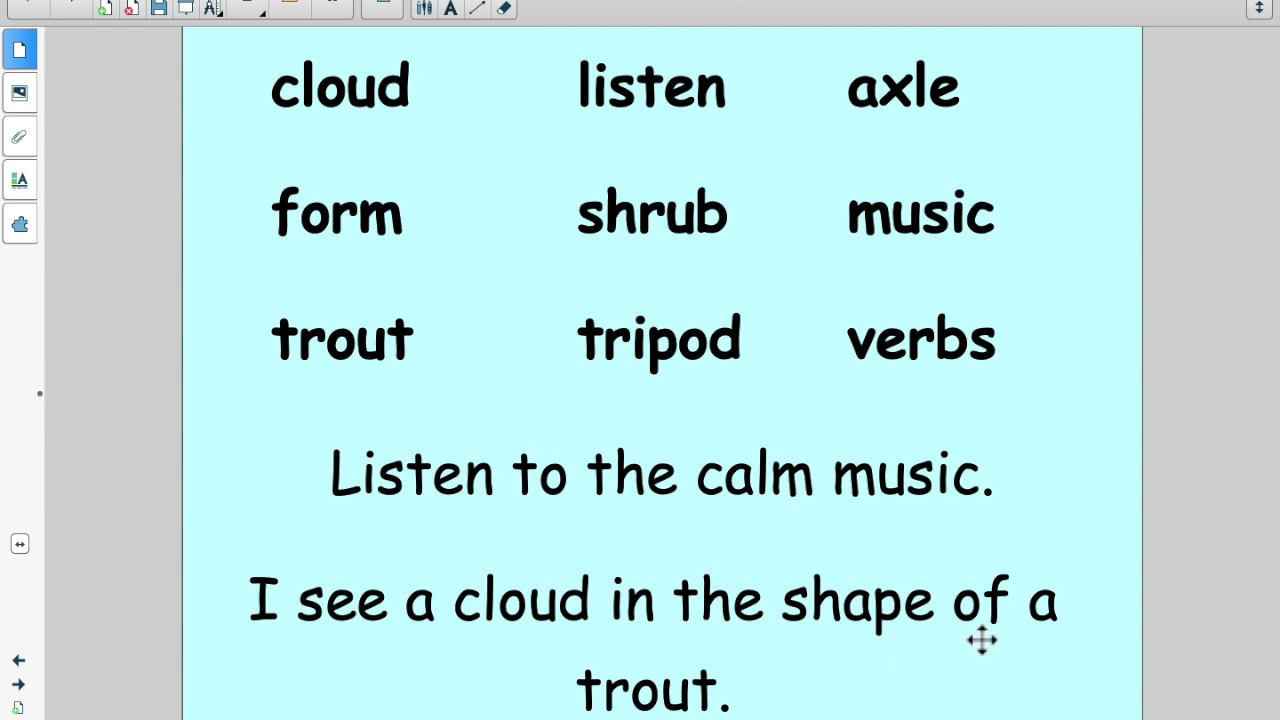 cloud listen axle
form shrub music
trout tripod verbs
Listen to the calm music.
I see a cloud in the shape of a
trout.